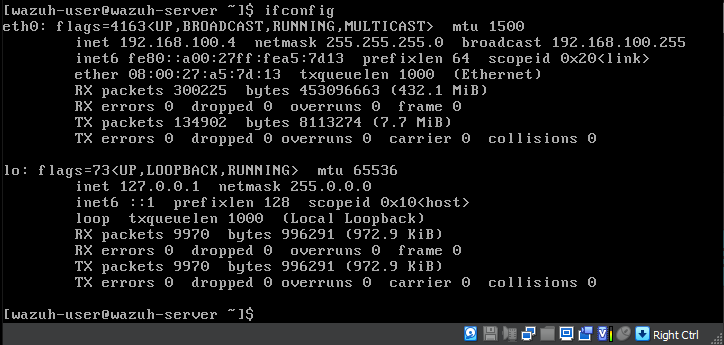 [wazuh-user@wazuh-server ~]$ ifconfig
eth0: flags=4163<UP,BROADCAST,RUNNING,MULTICAST>  mtu 1500
        inet 192.168.100.4  netmask 255.255.255.0  broadcast 192.168.100.255
        inet6 fe80::a00:27ff:fea5:7d13  prefixlen 64  scopeid 0x20<link>
        ether 08:00:27:a5:7d:13  txqueuelen 1000  (Ethernet)
        RX packets 300225  bytes 453096663 (432.1 MiB)
        RX errors 0  dropped 0  overruns 0  frame 0
        TX packets 134902  bytes 8113274 (7.7 MiB)
        TX errors 0  dropped 0 overruns 0  carrier 0  collisions 0

lo: flags=73<UP,LOOPBACK,RUNNING>  mtu 65536
        inet 127.0.0.1  netmask 255.0.0.0
        inet6 ::1  prefixlen 128  scopeid 0x10<host>
        loop  txqueuelen 1000  (Local Loopback)
        RX packets 9970  bytes 996291 (972.9 KiB)
        RX errors 0  dropped 0  overruns 0  frame 0
        TX packets 9970  bytes 996291 (972.9 KiB)
        TX errors 0  dropped 0 overruns 0  carrier 0  collisions 0

[wazuh-user@wazuh-server ~]$
Right Ctrl